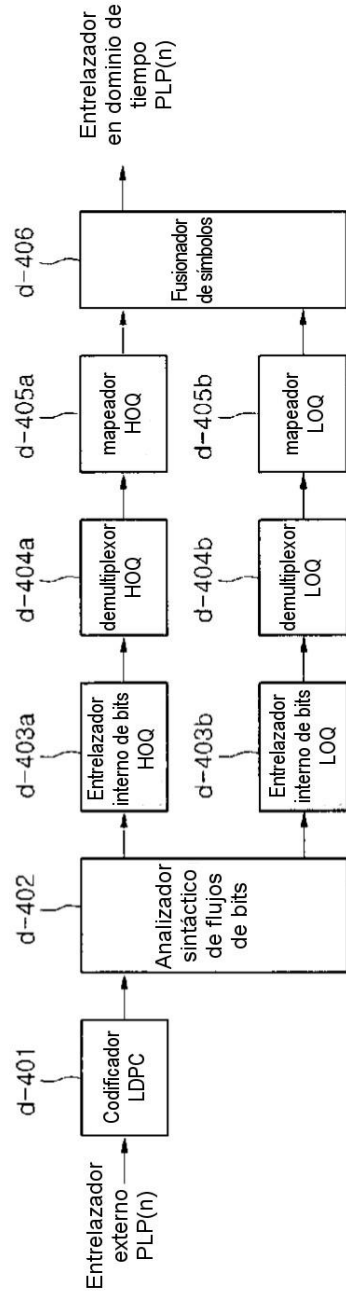 Entrelazador
externo
PLP(n)
d-401
Codificador
LDPC
d-402
Analizador
sintáctico
de flujos
de bits
d-403a
Entrelazador
interno de bits
HOQ
d-404a
demultiplexor
HOQ
d-405a
mapeador
HOQ
d-403b
Entrelazador
interno de bits
LOQ
d-404b
demultiplexor
LOQ
d-405b
mapeador
LOQ
d-406
Fusionador
de símbolos
Entrelazador
en dominio de
tiempo
PLP(n)